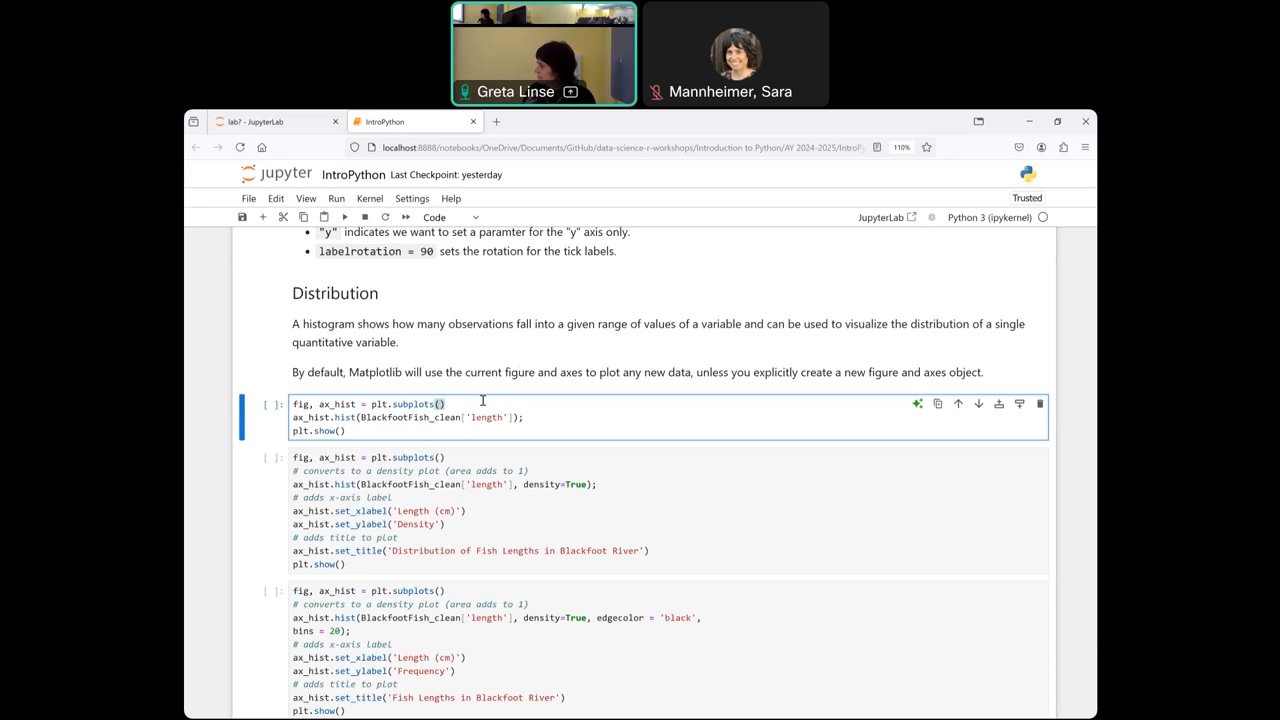 Greta Linse
Mannheimer, Sara
lab? - JupyterLab
IntroPython
localhost:8888/notebooks/OneDrive/Documents/GitHub/data-science-r-workshops/Introduction to Python/AY 2024-2025/IntroPy
110%
jupyter IntroPython Last Checkpoint: yesterday
File Edit View Run Kernel Settings Help
Trusted
Code
JupyterLab
Python 3 (ipykernel)
"y" indicates we want to set a paramter for the "y" axis only.
labelrotation = 90 sets the rotation for the tick labels.
Distribution
A histogram shows how many observations fall into a given range of values of a variable and can be used to visualize the distribution of a single
quantitative variable.
By default, Matplotlib will use the current figure and axes to plot any new data, unless you explicitly create a new figure and axes object.
[ ]: fig, ax_hist = plt.subplots()
ax_hist.hist(BlackfootFish_clean['length']);
plt.show()
[ ]: fig, ax_hist = plt.subplots()
# converts to a density plot (area adds to 1)
ax_hist.hist(BlackfootFish_clean['length'], density=True);
# adds x-axis label
ax_hist.set_xlabel('Length (cm)')
ax_hist.set_ylabel('Density')
# adds title to plot
ax_hist.set_title('Distribution of Fish Lengths in Blackfoot River')
plt.show()
[ ]: fig, ax_hist = plt.subplots()
# converts to a density plot (area adds to 1)
ax_hist.hist(BlackfootFish_clean['length'], density=True, edgecolor = 'black',
bins = 20);
# adds x-axis label
ax_hist.set_xlabel('Length (cm)')
ax_hist.set_ylabel('Frequency')
# adds title to plot
ax_hist.set_title('Fish Lengths in Blackfoot River')
plt.show()